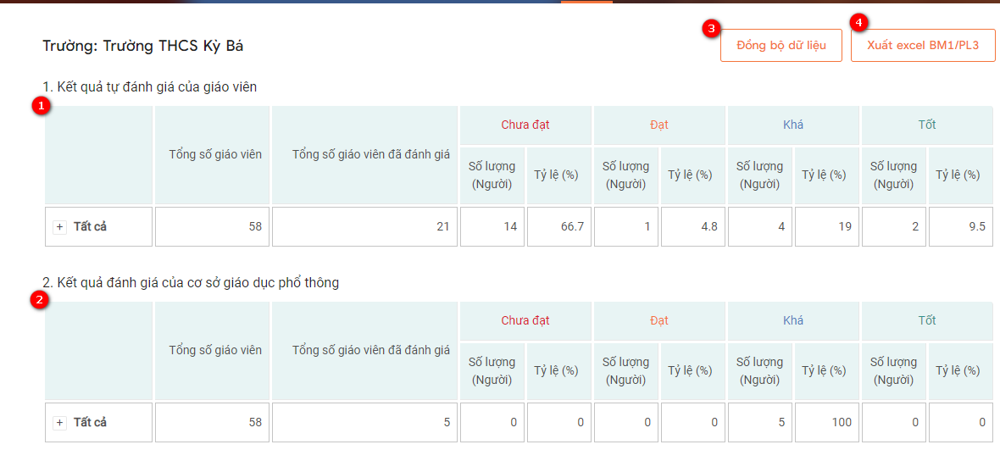 3
4
Trường: Trường THCS Kỳ Bá
Đồng bộ dữ liệu
Xuất excel BM1/PL3
1. Kết quả tự đánh giá của giáo viên
1
Tổng số giáo viên
Tổng số giáo viên đã đánh giá
Chưa đạt
Đạt
Khá
Tốt
Số lượng
(Người)
Tỷ lệ (%)
Số lượng
(Người)
Tỷ lệ (%)
Số lượng
(Người)
Tỷ lệ (%)
Số lượng
(Người)
Tỷ lệ (%)
+ Tất cả 58 21 14 66.7 1 4.8 4 19 2 9.5
2. Kết quả đánh giá của cơ sở giáo dục phổ thông
2
Tổng số giáo viên
Tổng số giáo viên đã đánh giá
Chưa đạt
Đạt
Khá
Tốt
Số lượng
(Người)
Tỷ lệ (%)
Số lượng
(Người)
Tỷ lệ (%)
Số lượng
(Người)
Tỷ lệ (%)
Số lượng
(Người)
Tỷ lệ (%)
+ Tất cả 58 5 0 0 0 0 5 100 0 0